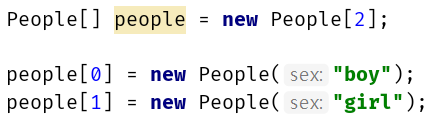 People[] people = new People[2];
people[0] = new People( sex: "boy");
people[1] = new People( sex: "girl");